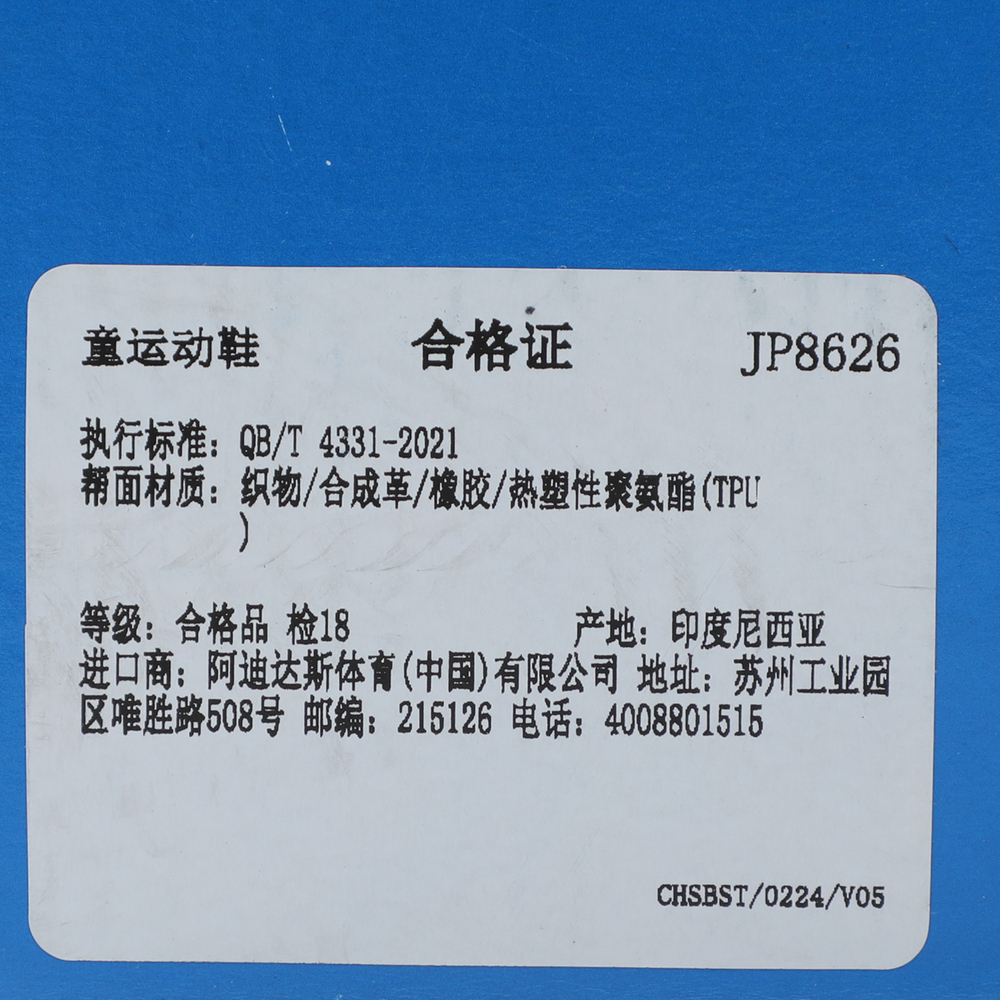 童运动鞋 合格证 JP8626
执行标准：QB/T 4331-2021
帮面材质：织物/合成革/橡胶/热塑性聚氨酯(TPU
)
等级：合格品 检18 产地：印度尼西亚
进口商：阿迪达斯体育(中国)有限公司 地址：苏州工业园
区唯胜路508号 邮编：215126 电话：4008801515
CHSBST/0224/V05